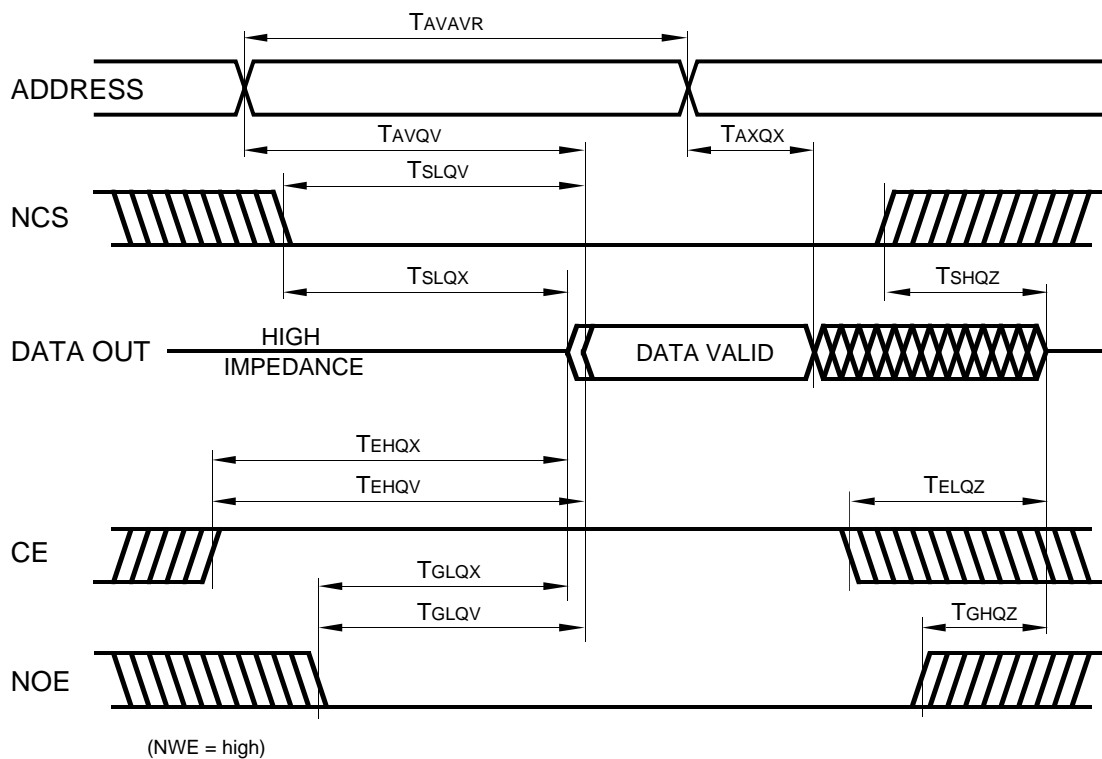 TAVAVR
ADDRESS
TAVQV
TAXQX
TSLQV
NCS
TSLQX
TSHQZ
DATA OUT
HIGH
IMPEDANCE
DATA VALID
TEHQX
TEHQV
TELQZ
CE
TGLQX
TGLQV
TGHQZ
NOE
(NWE = high)